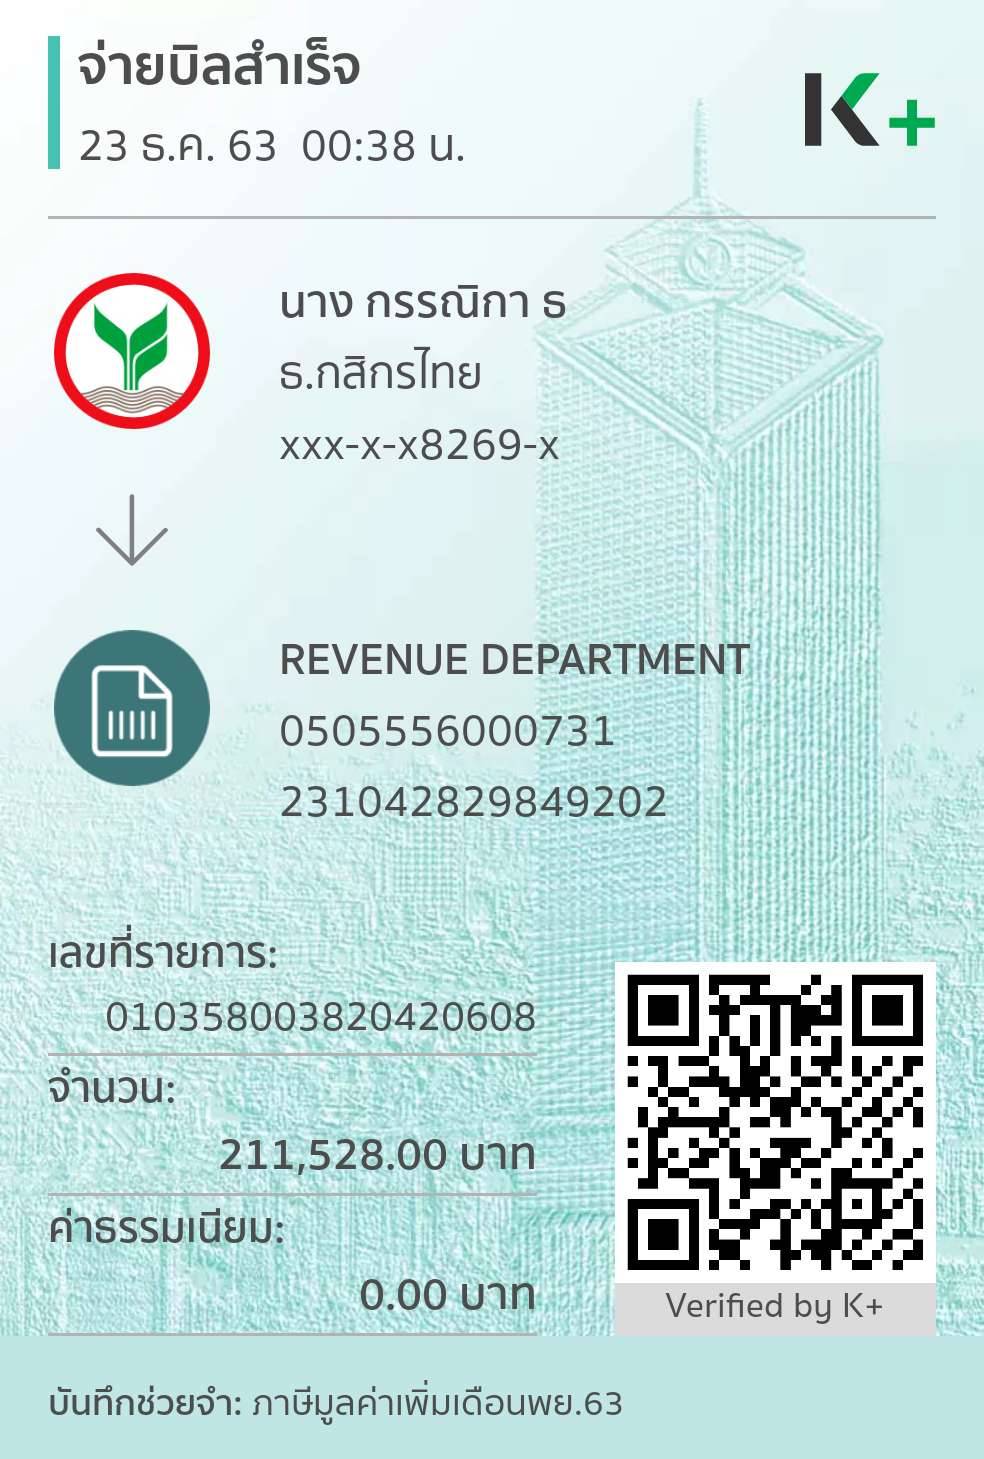 จ่ายบิลสำเร็จ
23 ธ.ค. 63 00:38 น.
K+
นาง กรรณิกา ธ
ธ.กสิกรไทย
xxx-x-x8269-x
REVENUE DEPARTMENT
0505556000731
231042829849202
เลขที่รายการ:
010358003820420608
จำนวน:
211,528.00 บาท
ค่าธรรมเนียม:
0.00 บาท
Verified by K+
บันทึกช่วยจำ: ภาษีมูลค่าเพิ่มเดือนพย.63